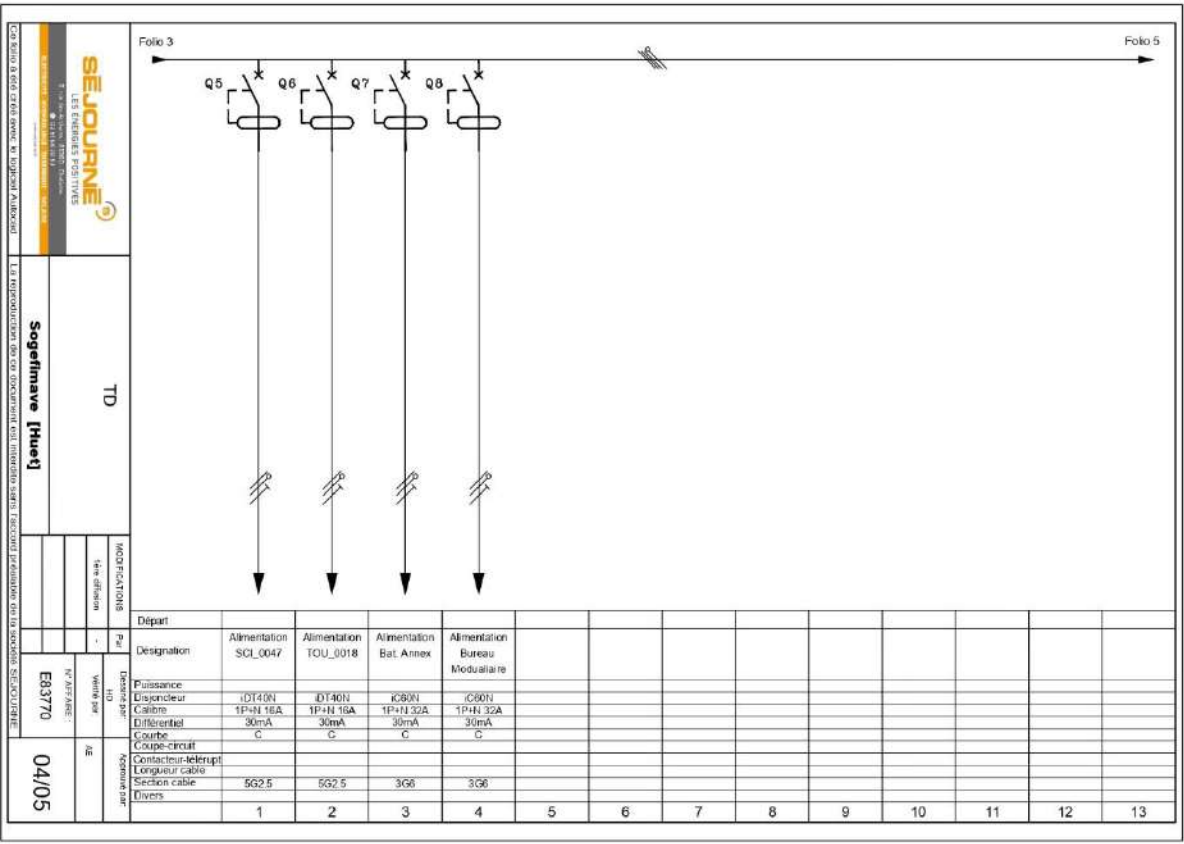 Folio 3
Folio 5
Q5 Q6 Q7 Q8
SÉJOURNÉ
LES ENERGIES POSITIVES
Ce folio a été créé avec le logiciel Autocad
La reproduction de ce document est interdite sans l'accord préalable de la société SEJOURNE
Sogefimave [Huet]
TD
MODIFICATIONS
Par
1ère diffusion
-
Dessiné par:
HD
Vérifié par
AE
Approuvé par:
N° AFFAIRE :
E83770
04/05
Départ
Désignation
Alimentation SCI_0047
Alimentation TOU_0018
Alimentation Bat. Annex
Alimentation Bureau Modualiaire
Puissance
Disjoncteur iDT40N iDT40N iC60N iC60N
Calibre 1P+N 16A 1P+N 16A 1P+N 32A 1P+N 32A
Différentiel 30mA 30mA 30mA 30mA
Courbe C C C C
Coupe-circuit
Contacteur-télérupt
Longueur cable
Section cable 5G2.5 5G2.5 3G6 3G6
Divers
1 2 3 4 5 6 7 8 9 10 11 12 13